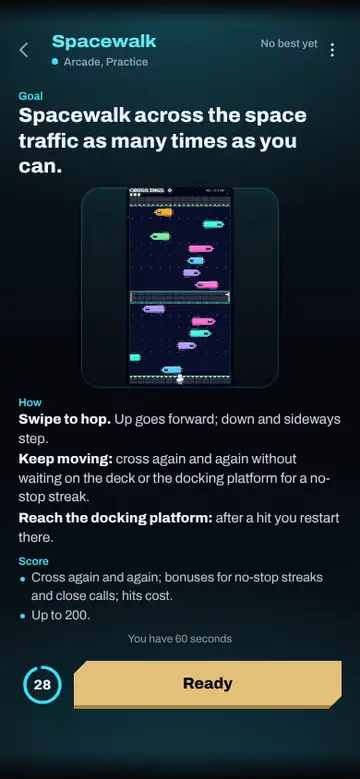 Spacewalk
No best yet
Arcade, Practice
Goal
Spacewalk across the space
traffic as many times as you
can.
CROSSINGS
How
Swipe to hop. Up goes forward; down and sideways
step.
Keep moving: cross again and again without
waiting on the deck or the docking platform for a no-
stop streak.
Reach the docking platform: after a hit you restart
there.
Score
• Cross again and again; bonuses for no-stop streaks
and close calls; hits cost.
• Up to 200.
You have 60 seconds
28
Ready